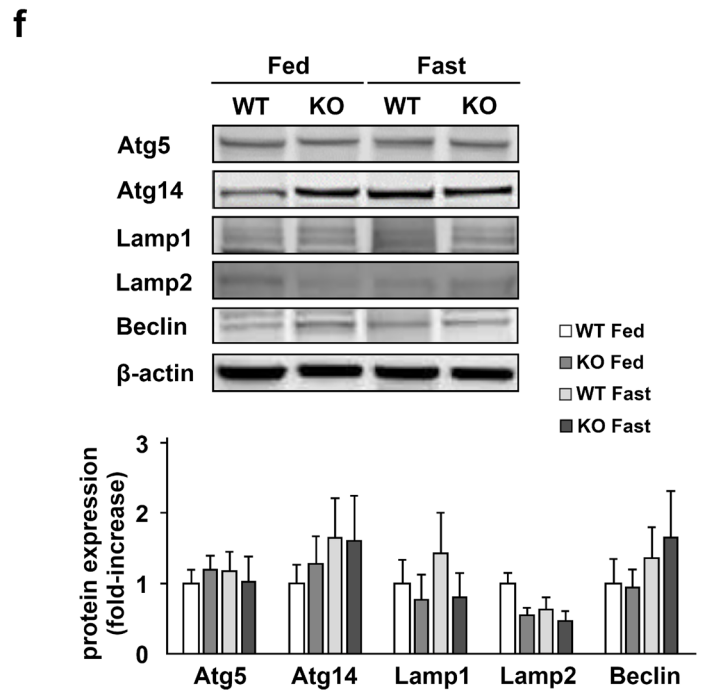 f
Fed Fast
WT KO WT KO
Atg5
Atg14
Lamp1
Lamp2
Beclin
β-actin
WT Fed
KO Fed
WT Fast
KO Fast
protein expression
(fold-increase)
3
2
1
0
Atg5 Atg14 Lamp1 Lamp2 Beclin